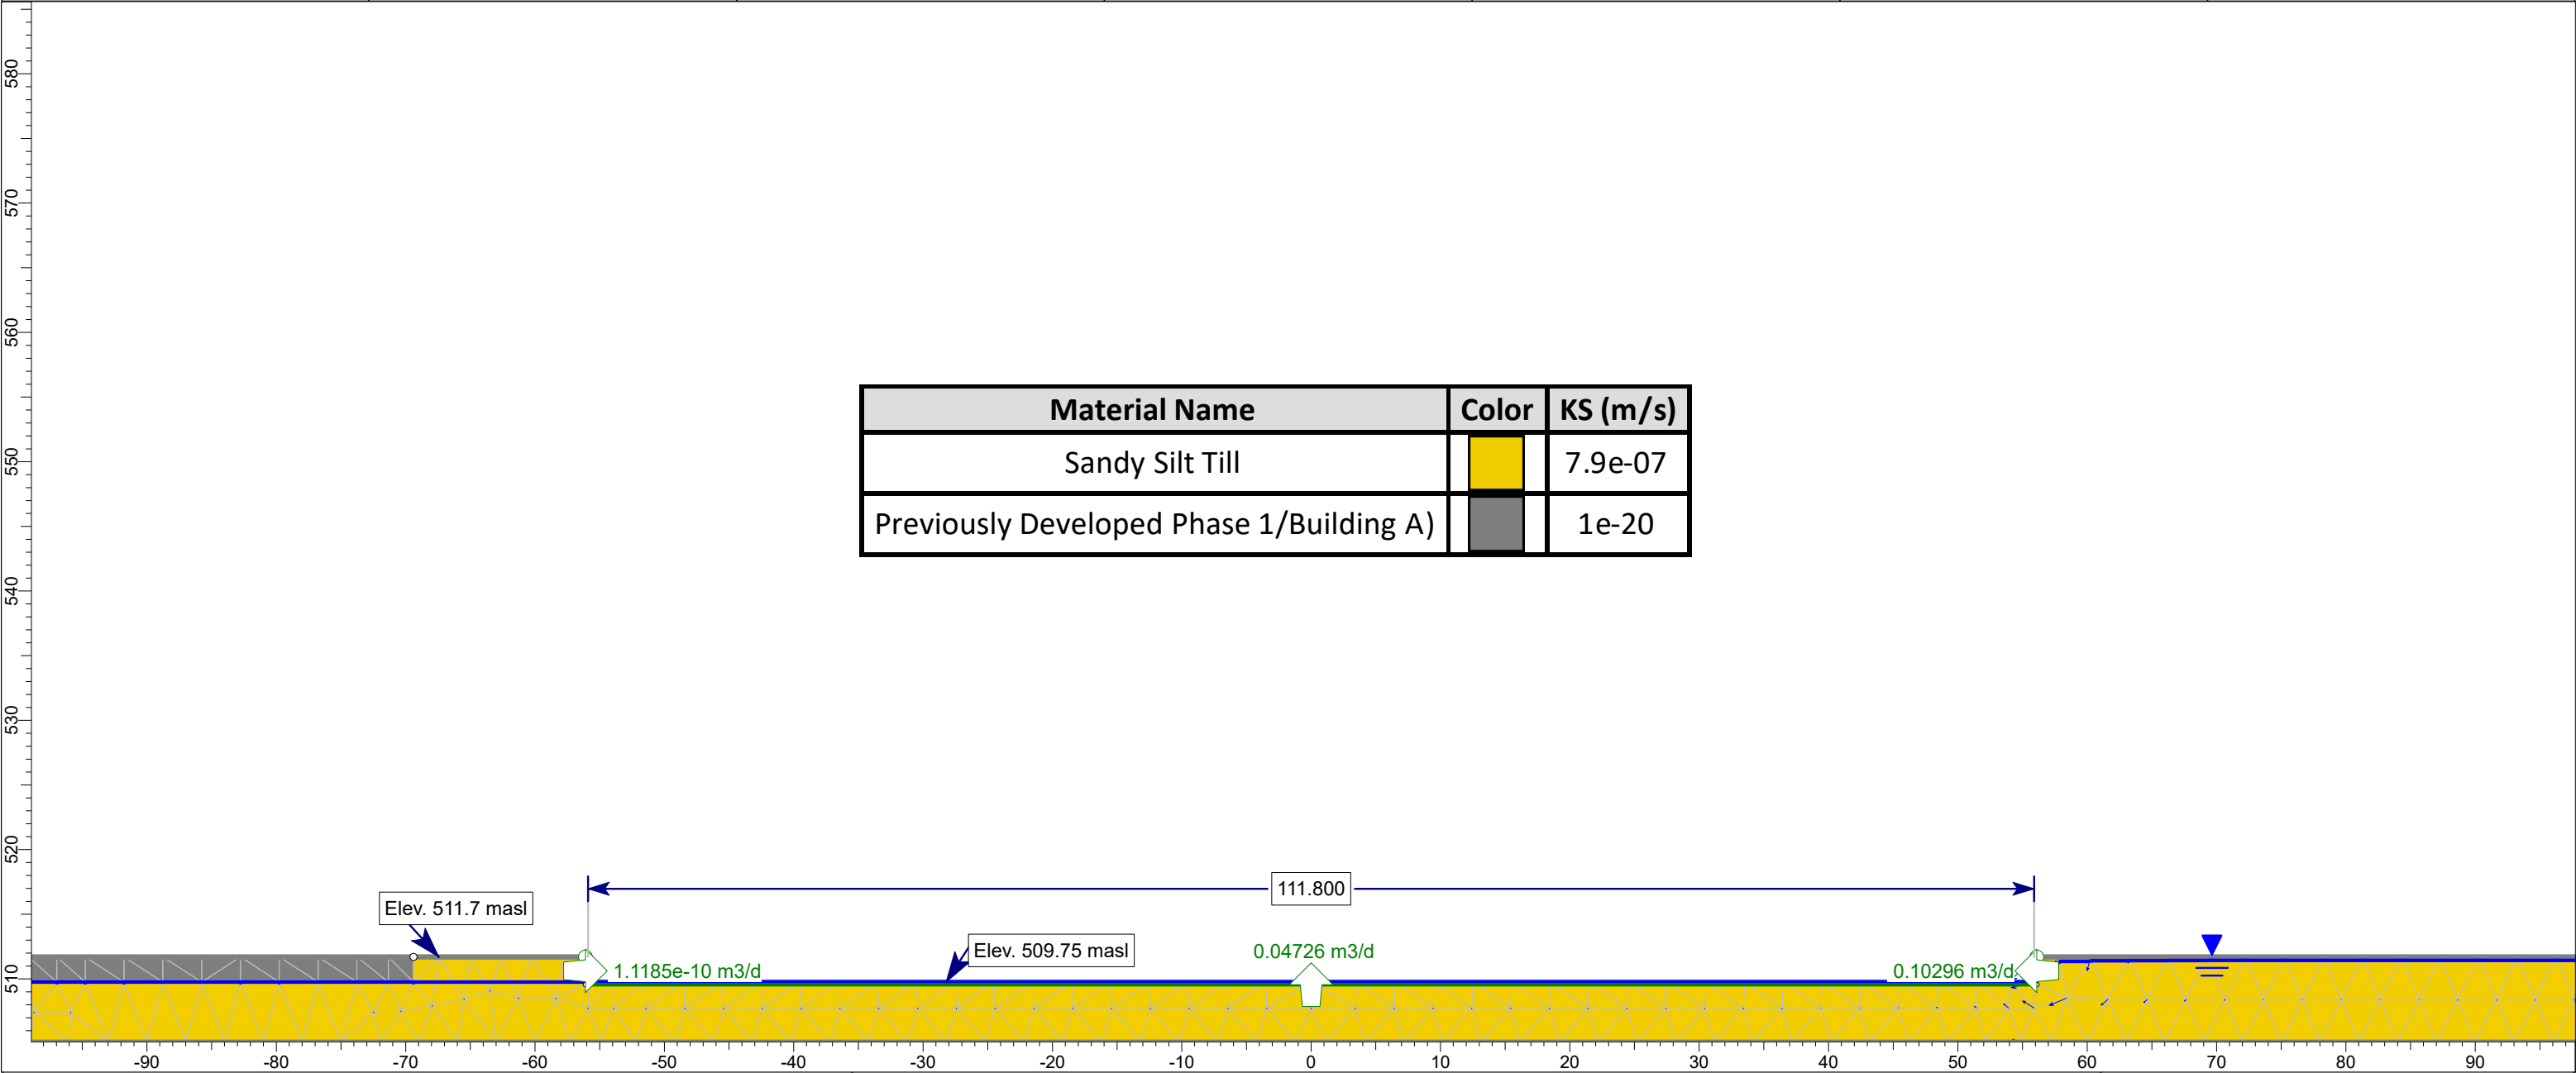 580
570
560
550
540
530
520
510
Material Name Color KS (m/s)
Sandy Silt Till 7.9e-07
Previously Developed Phase 1/Building A) 1e-20
111.800
Elev. 511.7 masl
Elev. 509.75 masl
0.04726 m3/d
1.1185e-10 m3/d
0.10296 m3/d
-90 -80 -70 -60 -50 -40 -30 -20 -10 0 10 20 30 40 50 60 70 80 90